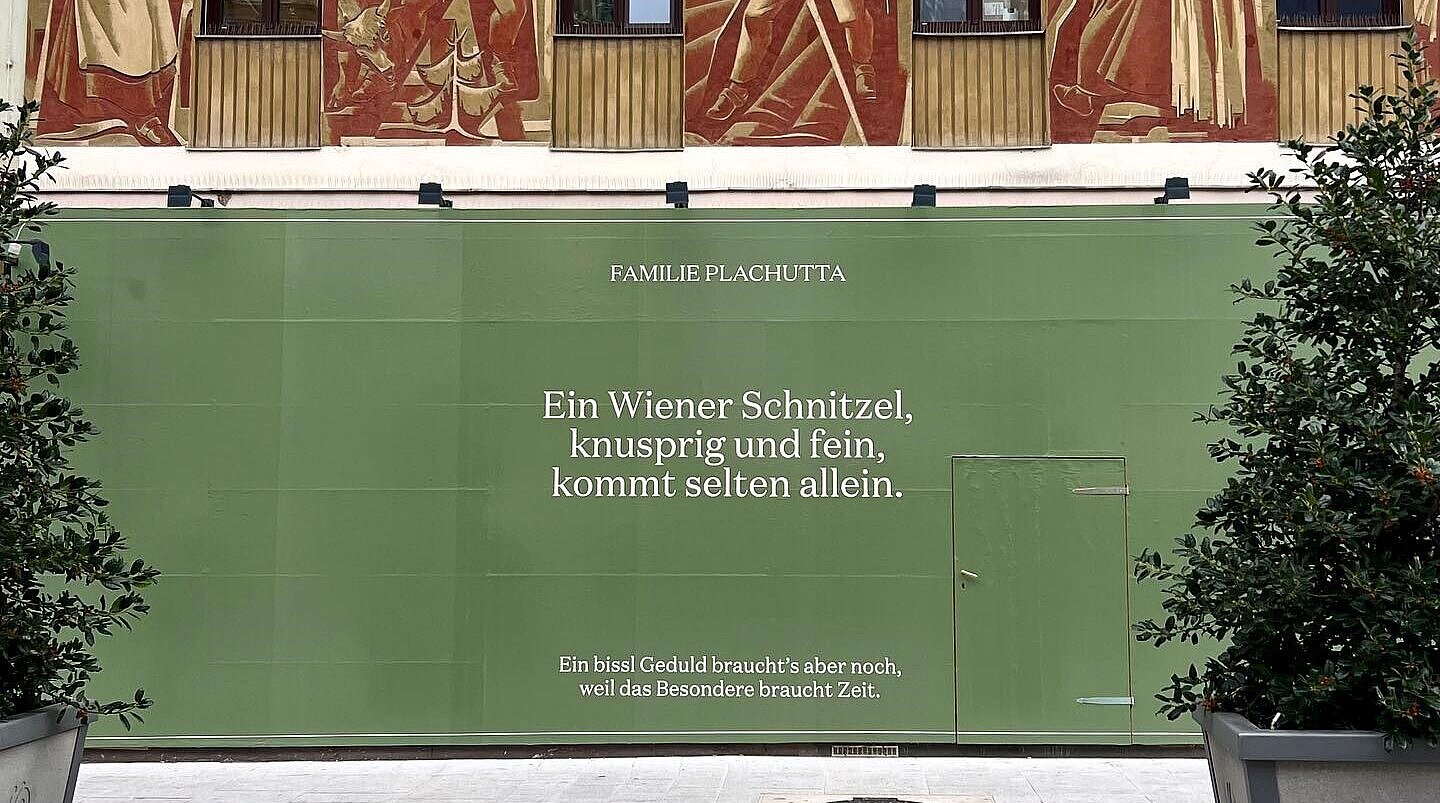 FAMILIE PLACHUTTA
Ein Wiener Schnitzel,
knusprig und fein,
kommt selten allein.
Ein bissl Geduld braucht's aber noch,
weil das Besondere braucht Zeit.